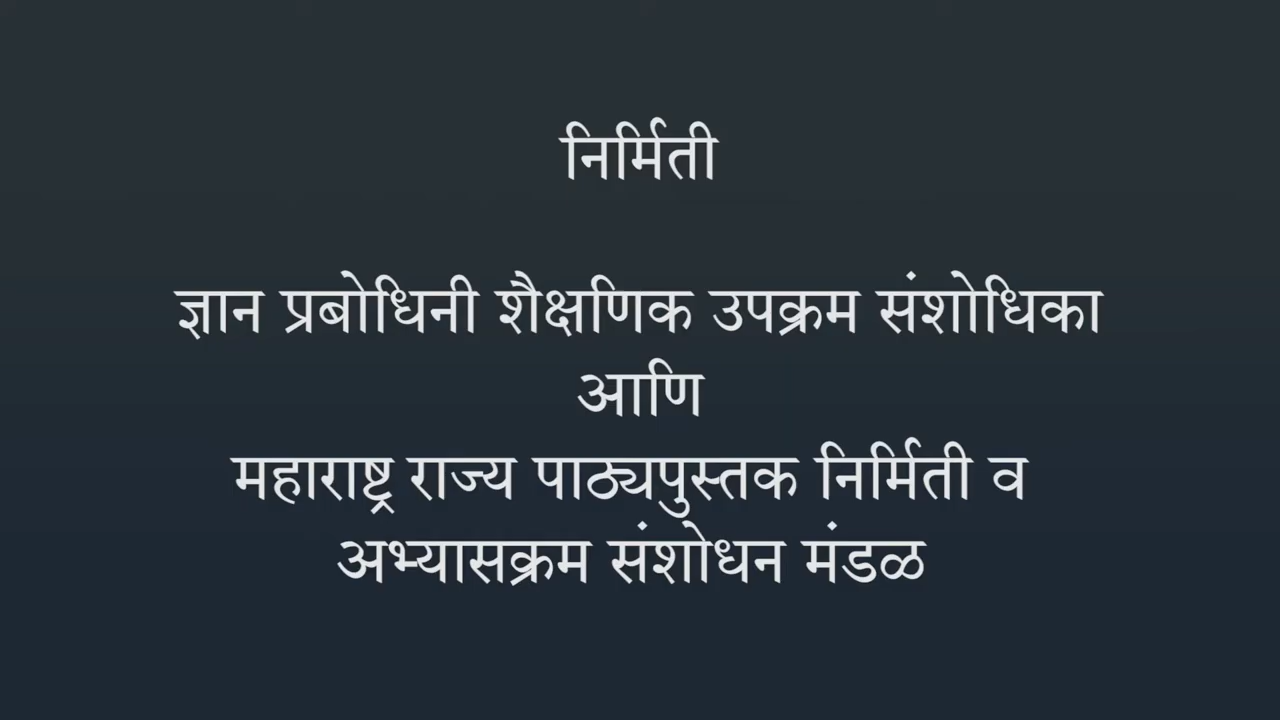 निर्मिती
ज्ञान प्रबोधिनी शैक्षणिक उपक्रम संशोधिका
आणि
महाराष्ट्र राज्य पाठ्यपुस्तक निर्मिती व
अभ्यासक्रम संशोधन मंडळ